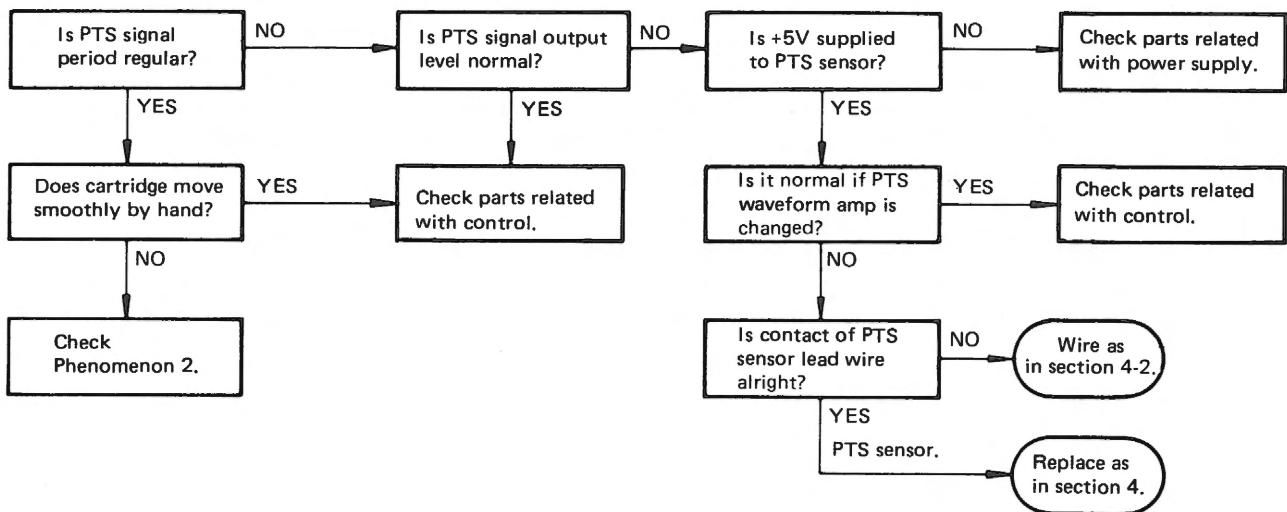 Is PTS signal
period regular?
NO
Is PTS signal output
level normal?
NO
Is +5V supplied
to PTS sensor?
NO
Check parts related
with power supply.
YES
YES
YES
Does cartridge move
smoothly by hand?
YES
Check parts related
with control.
Is it normal if PTS
waveform amp is
changed?
YES
Check parts related
with control.
NO
NO
Check
Phenomenon 2.
Is contact of PTS
sensor lead wire
alright?
NO
Wire as
in section 4-2.
YES
PTS sensor.
Replace as
in section 4.